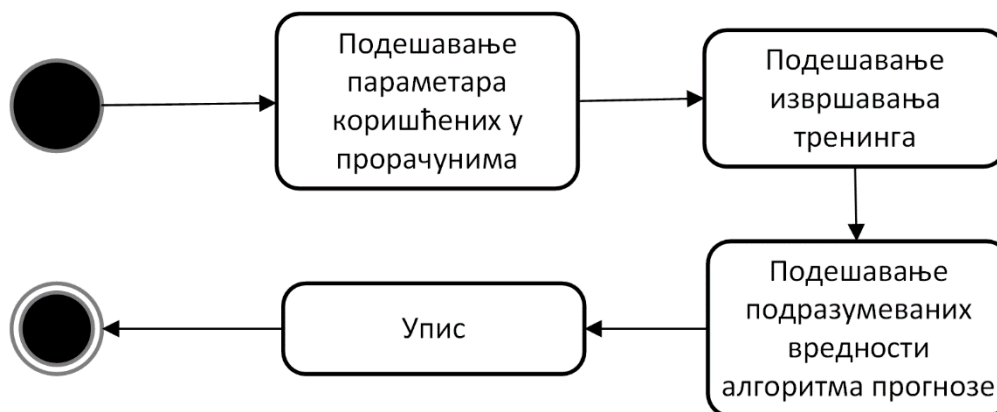 Подешавање
параметара
коришћених у
прорачунима
Подешавање
извршавања
тренинга
Подешавање
подразумеваних
вредности
алгоритма прогнозе
Упис